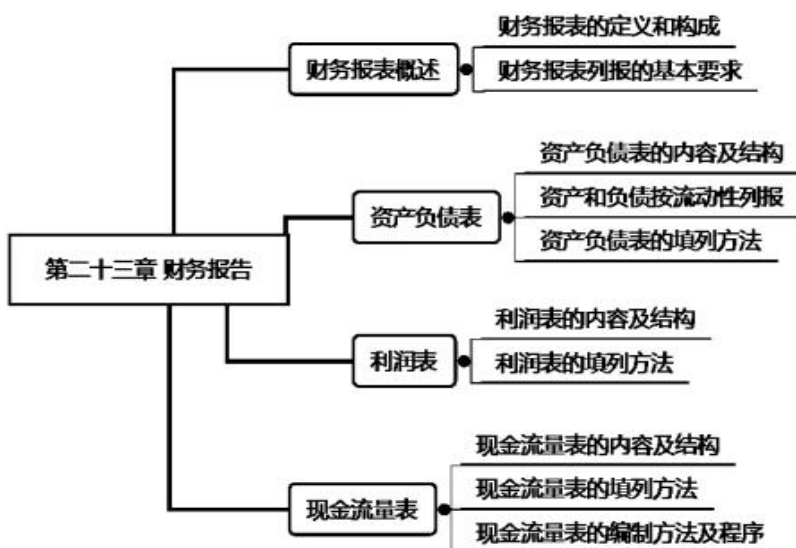 财务报表概述
财务报表的定义和构成
财务报表列报的基本要求
资产负债表
资产负债表的内容及结构
资产和负债按流动性列报
资产负债表的填列方法
第二十三章 财务报告
利润表
利润表的内容及结构
利润表的填列方法
现金流量表
现金流量表的内容及结构
现金流量表的填列方法
现金流量表的编制方法及程序